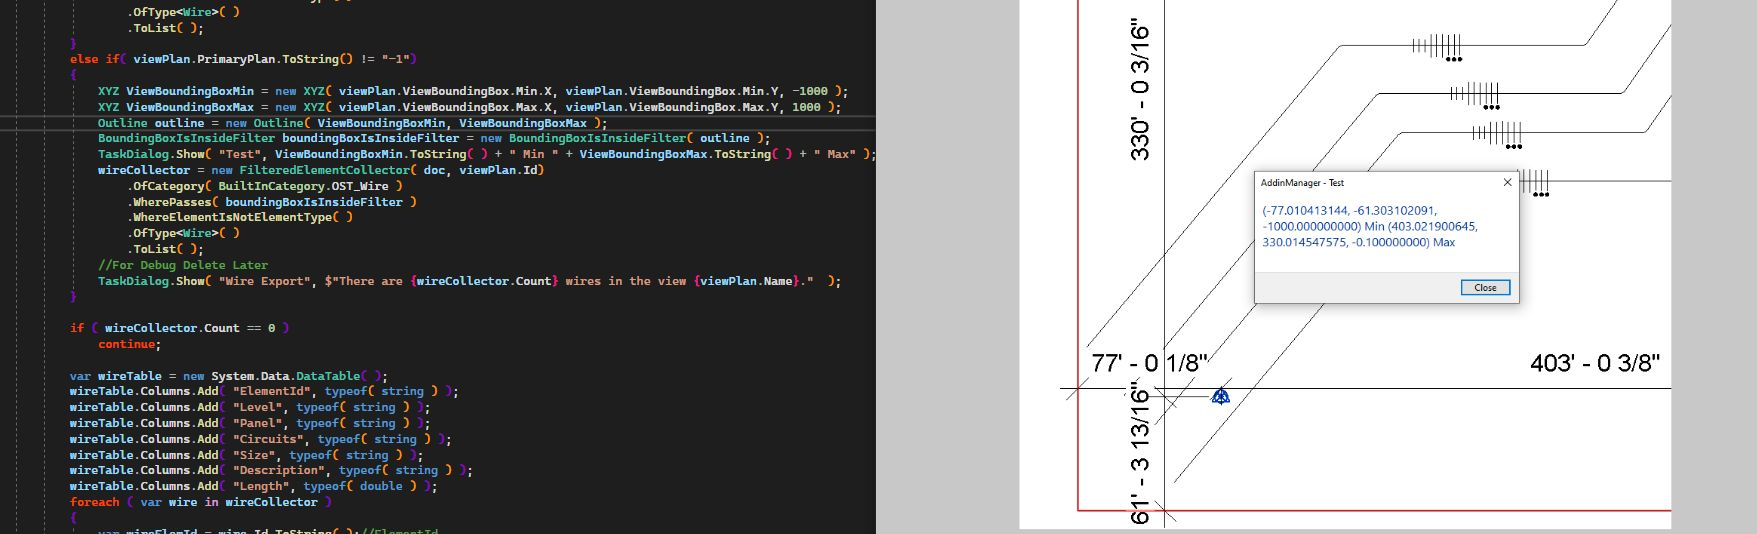 .OfType<Wire>( )
.ToList( );
}
else if( viewPlan.PrimaryPlan.ToString() != "-1")
{
XYZ ViewBoundingBoxMin = new XYZ( viewPlan.ViewBoundingBox.Min.X, viewPlan.ViewBoundingBox.Min.Y, -1000 );
XYZ ViewBoundingBoxMax = new XYZ( viewPlan.ViewBoundingBox.Max.X, viewPlan.ViewBoundingBox.Max.Y, 1000 );
Outline outline = new Outline( ViewBoundingBoxMin, ViewBoundingBoxMax );
BoundingBoxIsInsideFilter boundingBoxIsInsideFilter = new BoundingBoxIsInsideFilter( outline );
TaskDialog.Show( "Test", ViewBoundingBoxMin.ToString( ) + " Min " + ViewBoundingBoxMax.ToString( ) + " Max" );
wireCollector = new FilteredElementCollector( doc, viewPlan.Id)
.OfCategory( BuiltInCategory.OST_Wire )
.WherePasses( boundingBoxIsInsideFilter )
.WhereElementIsNotElementType( )
.OfType<Wire>( )
.ToList( );
//For Debug Delete Later
TaskDialog.Show( "Wire Export", $"There are {wireCollector.Count} wires in the view {viewPlan.Name}."  );
}
if ( wireCollector.Count == 0 )
continue;
var wireTable = new System.Data.DataTable( );
wireTable.Columns.Add( "ElementId", typeof( string ) );
wireTable.Columns.Add( "Level", typeof( string ) );
wireTable.Columns.Add( "Panel", typeof( string ) );
wireTable.Columns.Add( "Circuits", typeof( string ) );
wireTable.Columns.Add( "Size", typeof( string ) );
wireTable.Columns.Add( "Description", typeof( string ) );
wireTable.Columns.Add( "Length", typeof( double ) );
foreach ( var wire in wireCollector )
{
var wireElemId = wire.Id.ToString( );//ElementId
330' - 0 3/16"
AddinManager - Test
(-77.010413144, -61.303102091,
-1000.000000000) Min (403.021900645,
330.014547575, -0.100000000) Max
Close
77' - 0 1/8"
403' - 0 3/8"
61' - 3 13/16"